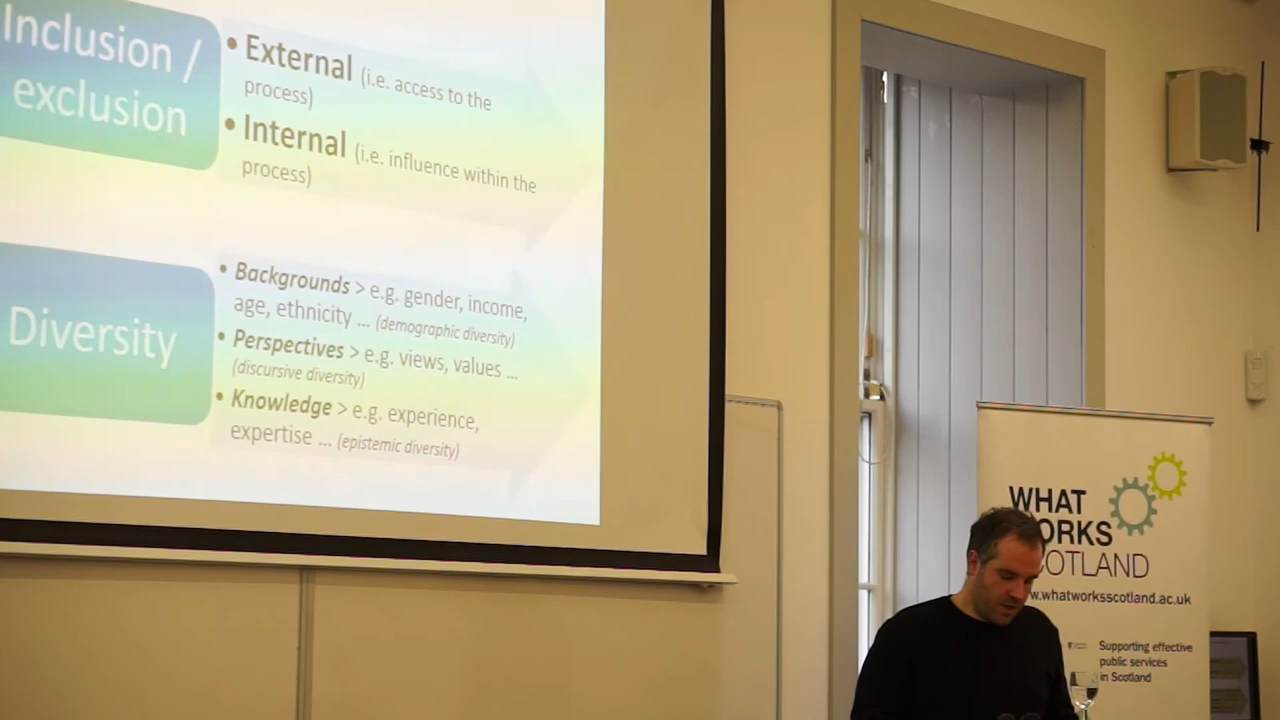 Inclusion /
exclusion
• External (i.e. access to the
process)
• Internal (i.e. influence within the
process)
Diversity
• Backgrounds > e.g. gender, income,
age, ethnicity ... (demographic diversity)
• Perspectives > e.g. views, values ...
(discursive diversity)
• Knowledge > e.g. experience,
expertise ... (epistemic diversity)
WHAT
ORKS
COTLAND
w.whatworksscotland.ac.uk
Supporting effective
public services
in Scotland